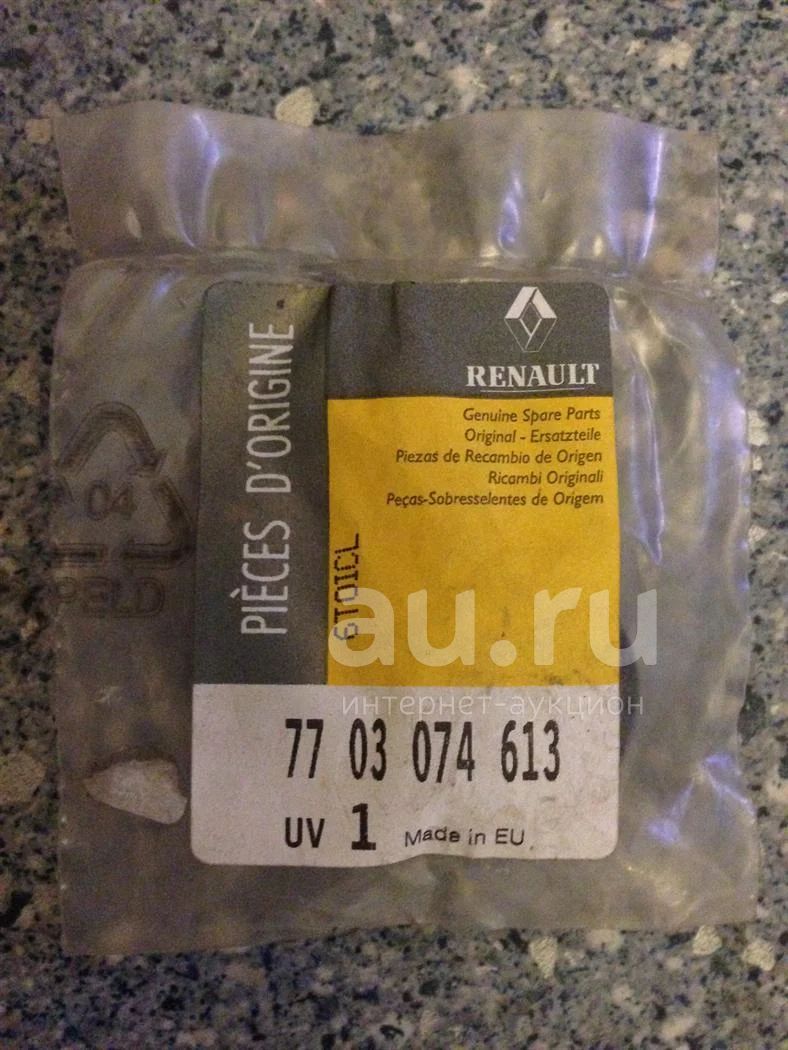 RENAULT
Genuine Spare Parts
Original - Ersatzteile
Piezas de Recambio de Origen
Ricambi Originali
Peças-Sobresselentes de Origem
PIÈCES D'ORIGINE
6T0IOL
au.ru
интернет-аукцион
77 03 074 613
UV 1 Made in EU
04